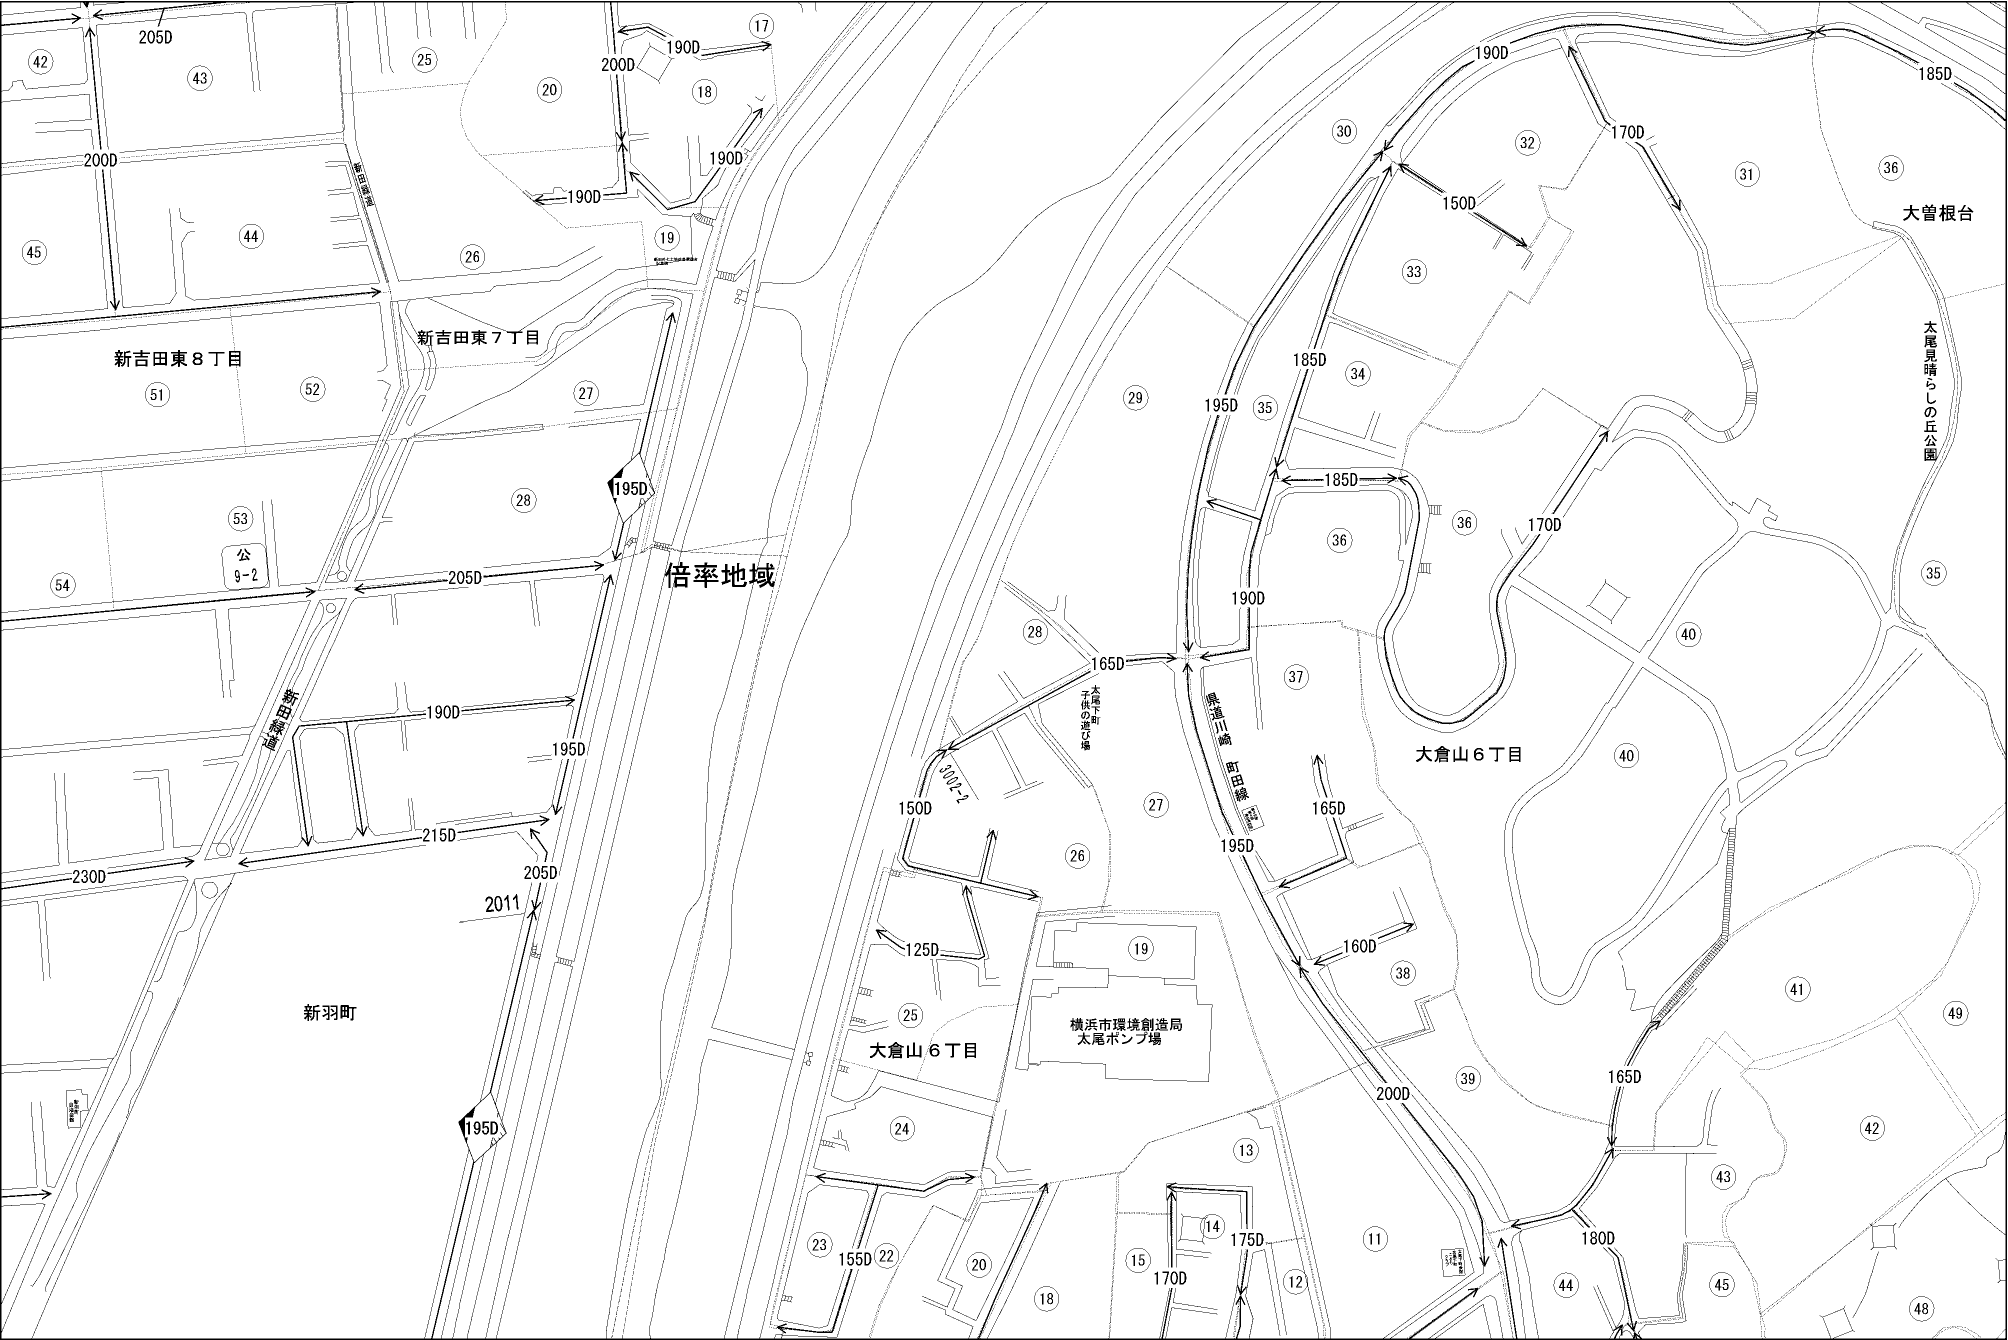 205D
190D
17
190D
42
43
25
200D
185D
20
18
30
32
170D
200D
190D
31
36
190D
150D
大曽根台
45
44
26
19
33
新吉田東７丁目
太尾見晴らしの丘公園
新吉田東８丁目
185D
34
51
52
27
29
195D
35
185D
195D
28
53
36
36
170D
公
9-2
倍率地域
54
205D
35
190D
28
40
165D
37
太尾下町
子供の遊び場
新田緑道
190D
県道川崎 町田線
195D
大倉山６丁目
40
3002-2
150D
27
165D
215D
195D
230D
205D
26
2011
125D
19
160D
38
41
新羽町
25
横浜市環境創造局
太尾ポンプ場
49
大倉山６丁目
39
165D
200D
195D
24
42
13
43
14
23
155D
22
175D
11
180D
20
15
170D
12
44
45
18
48